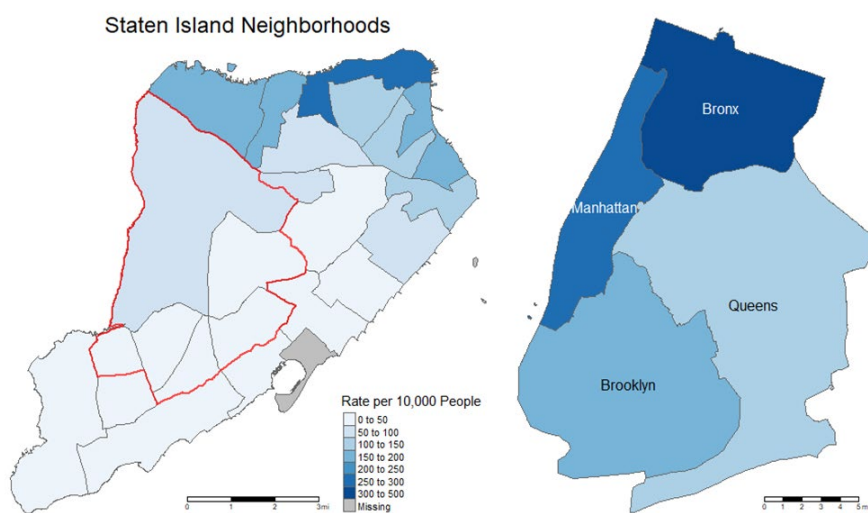 Staten Island Neighborhoods
Bronx
Manhattan
Queens
Brooklyn
Rate per 10,000 People
0 to 50
50 to 100
100 to 150
150 to 200
200 to 250
250 to 300
300 to 500
Missing
0 1 2 3mi
0 1 2 3 4 5mi